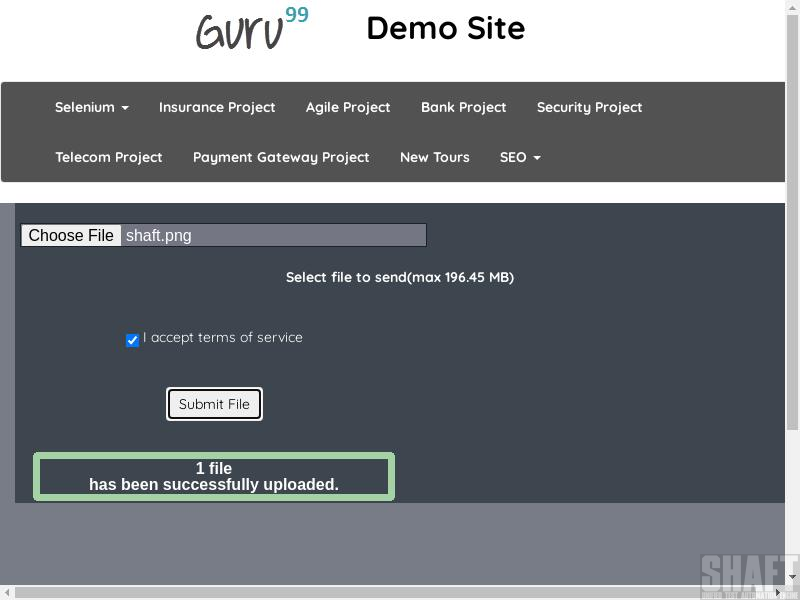 Guru99 Demo Site
Selenium Insurance Project Agile Project Bank Project Security Project
Telecom Project Payment Gateway Project New Tours SEO
Choose File shaft.png
Select file to send(max 196.45 MB)
I accept terms of service
Submit File
1 file
has been successfully uploaded.
SHAFT